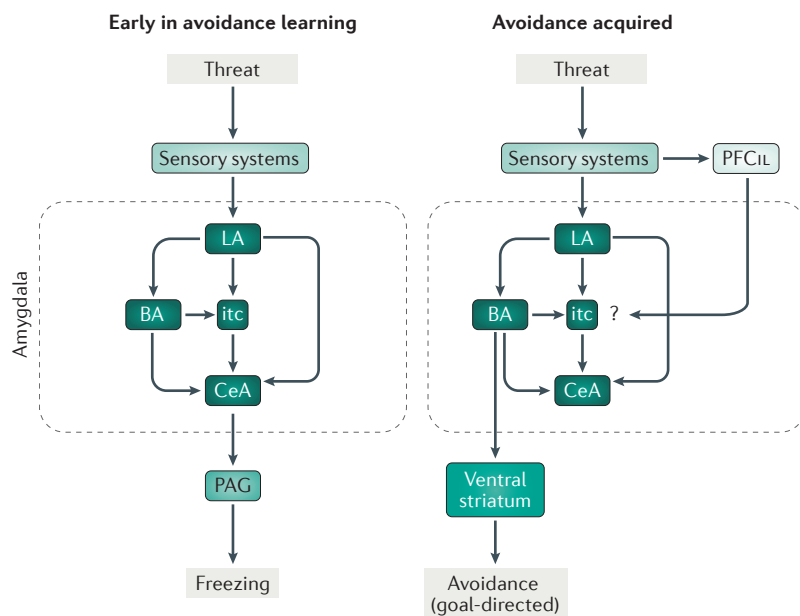 Early in avoidance learning
Threat
Sensory systems
Amygdala
LA
BA
itc
CeA
PAG
Freezing
Avoidance acquired
Threat
Sensory systems
PFCIL
LA
BA
itc
?
CeA
Ventral
striatum
Avoidance
(goal-directed)